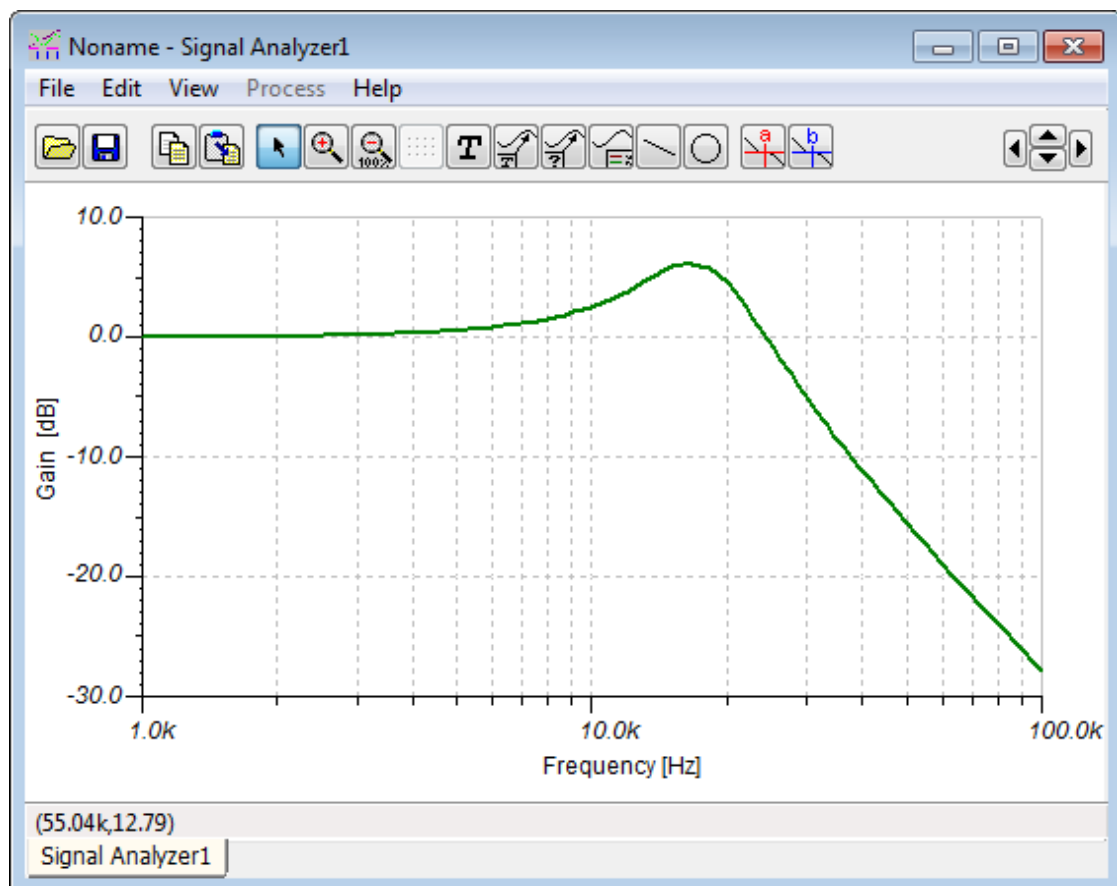 Noname - Signal Analyzer1
File Edit View Process Help
100% T T ? a b
10.0
0.0
-10.0
-20.0
-30.0
Gain [dB]
1.0k 10.0k 100.0k
Frequency [Hz]
(55.04k,12.79)
Signal Analyzer1